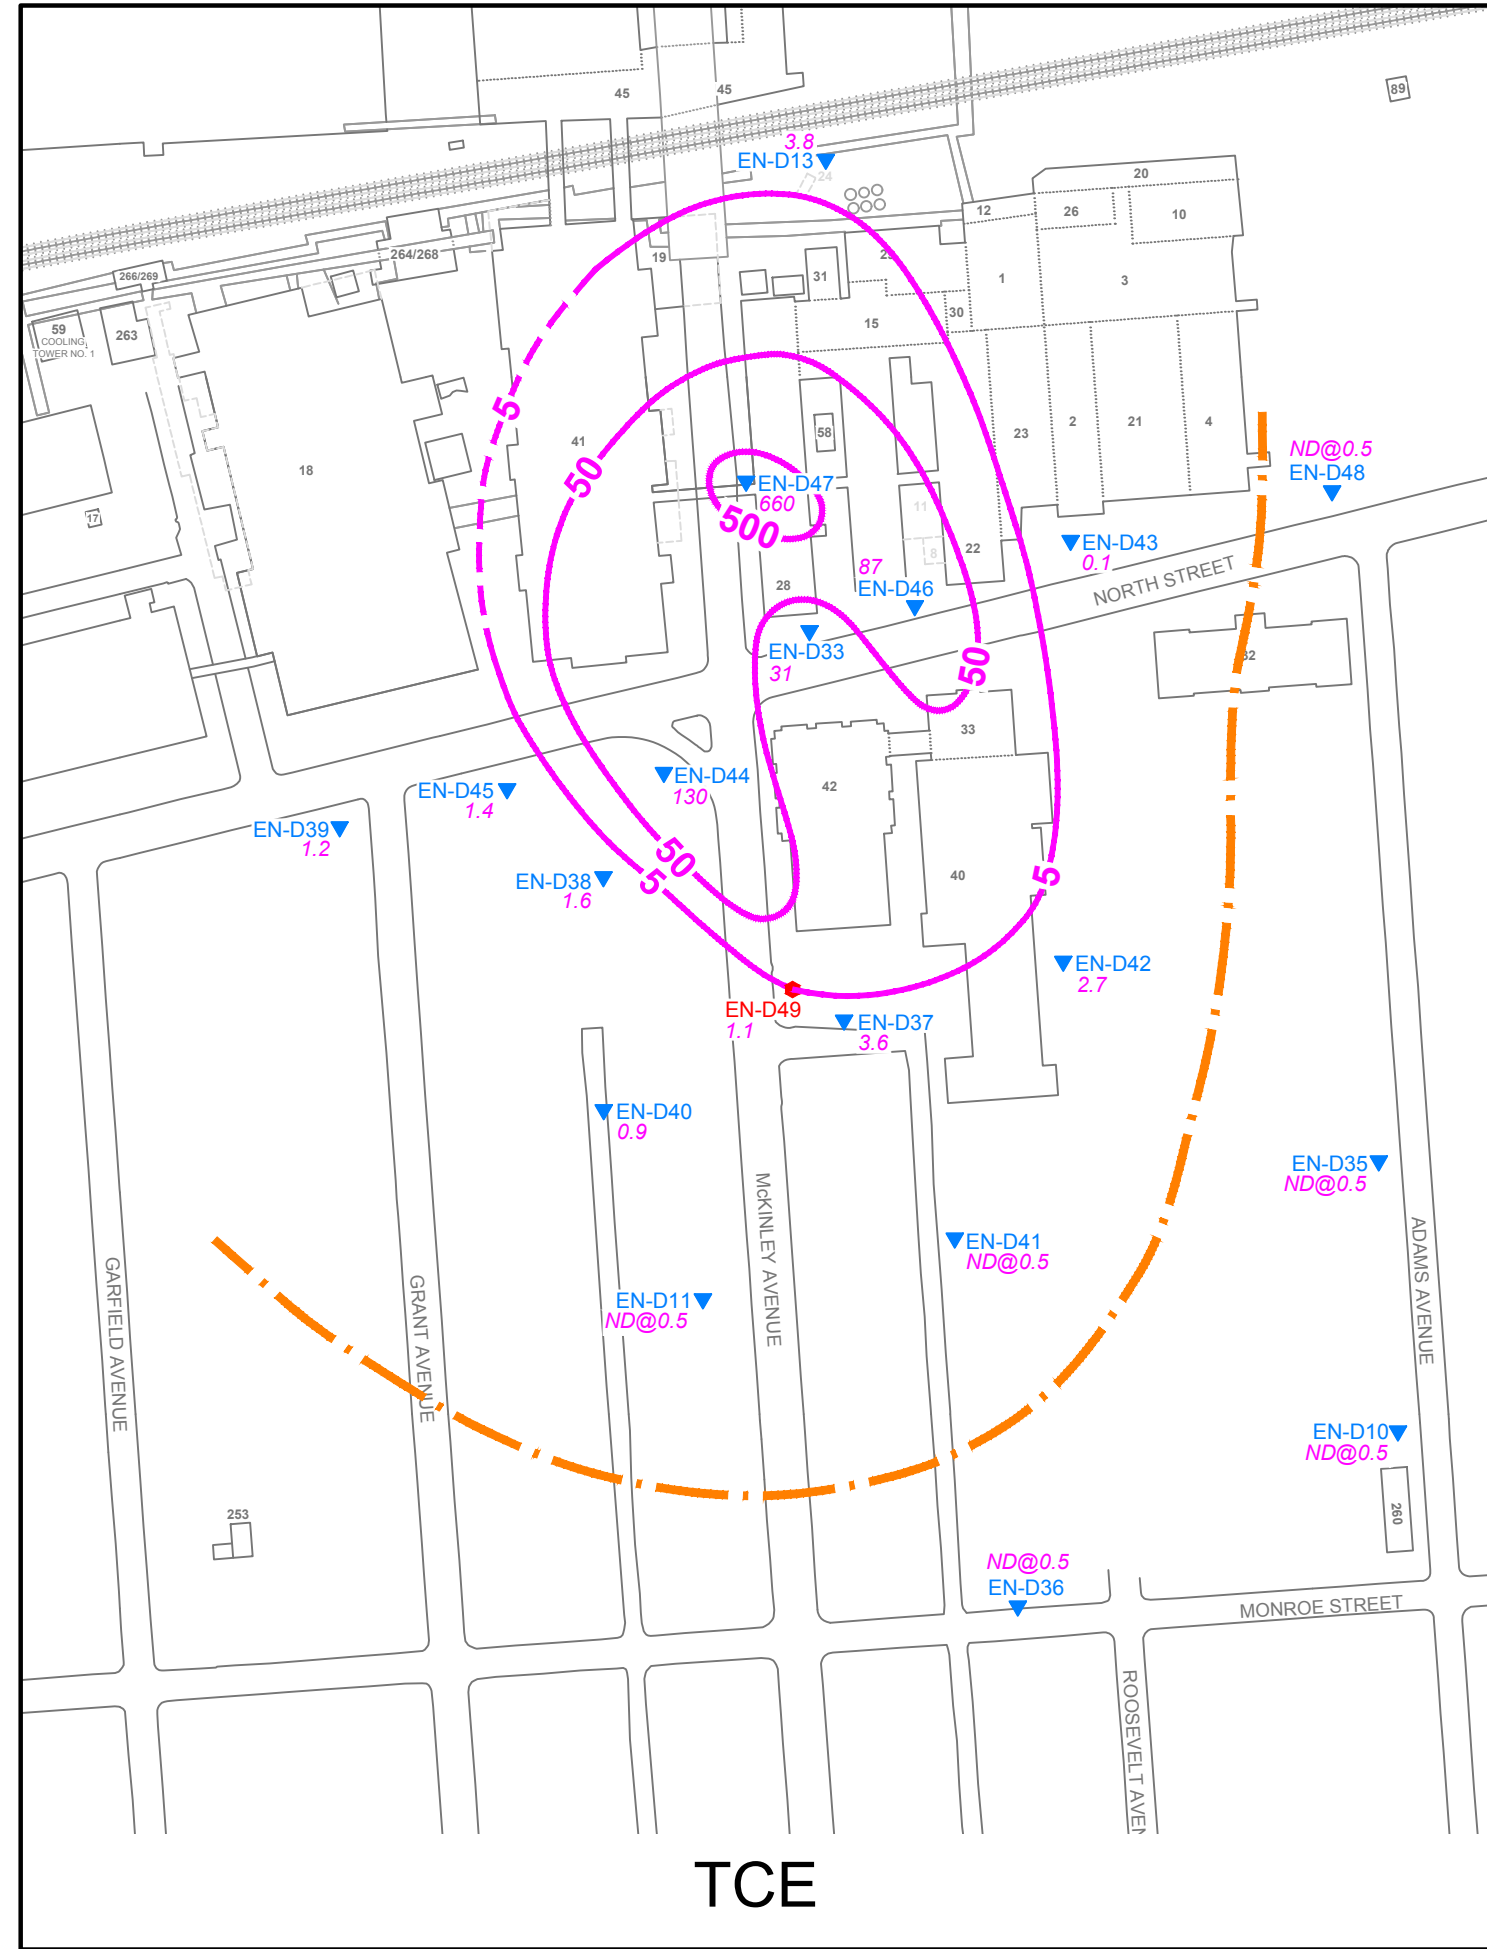 45
45
89
3.8
EN-D13
24
20
12
26
10
264/268
19
29
266/269
31
1
3
59
COOLING
TOWER NO. 1
263
15
30
5
58
41
23
2
21
4
18
50
ND@0.5
EN-D48
EN-D47
660
500
17
11
8
22
EN-D43
0.1
87
EN-D46
28
NORTH STREET
EN-D33
31
50
32
33
EN-D44
130
42
EN-D45
1.4
EN-D39
1.2
50
5
EN-D38
1.6
40
5
EN-D42
2.7
EN-D49
1.1
EN-D37
3.6
EN-D40
0.9
EN-D35
ND@0.5
McKINLEY AVENUE
EN-D41
ND@0.5
ADAMS AVENUE
GARFIELD AVENUE
GRANT AVENUE
EN-D11
ND@0.5
EN-D10
ND@0.5
253
260
ND@0.5
EN-D36
MONROE STREET
ROOSEVELT AVEN
TCE